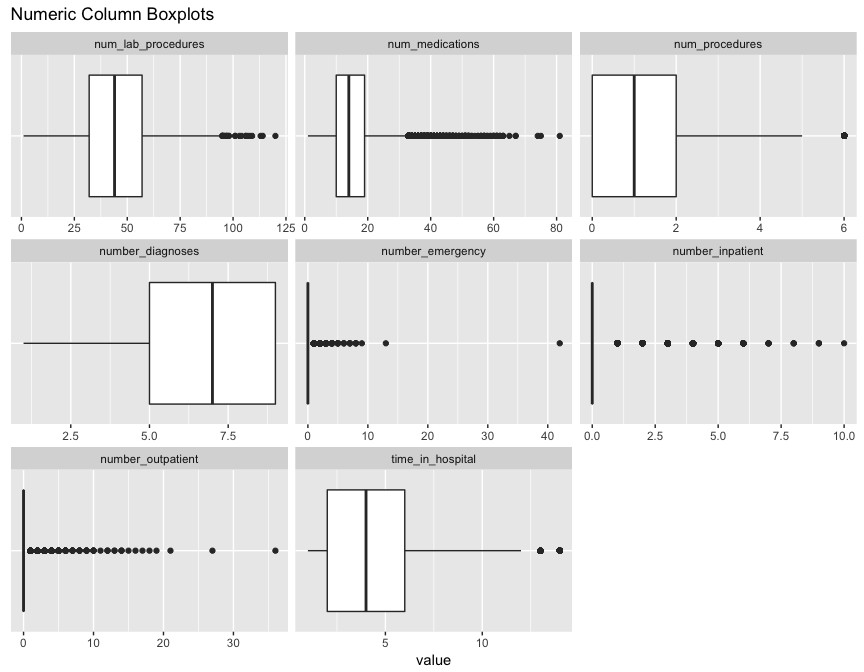 Numeric Column Boxplots
num_lab_procedures num_medications num_procedures
0 25 50 75 100 125 0 20 40 60 80 0 2 4 6
number_diagnoses number_emergency number_inpatient
2.5 5.0 7.5 0 10 20 30 40 0.0 2.5 5.0 7.5 10.0
number_outpatient time_in_hospital
0 10 20 30 5 10
value